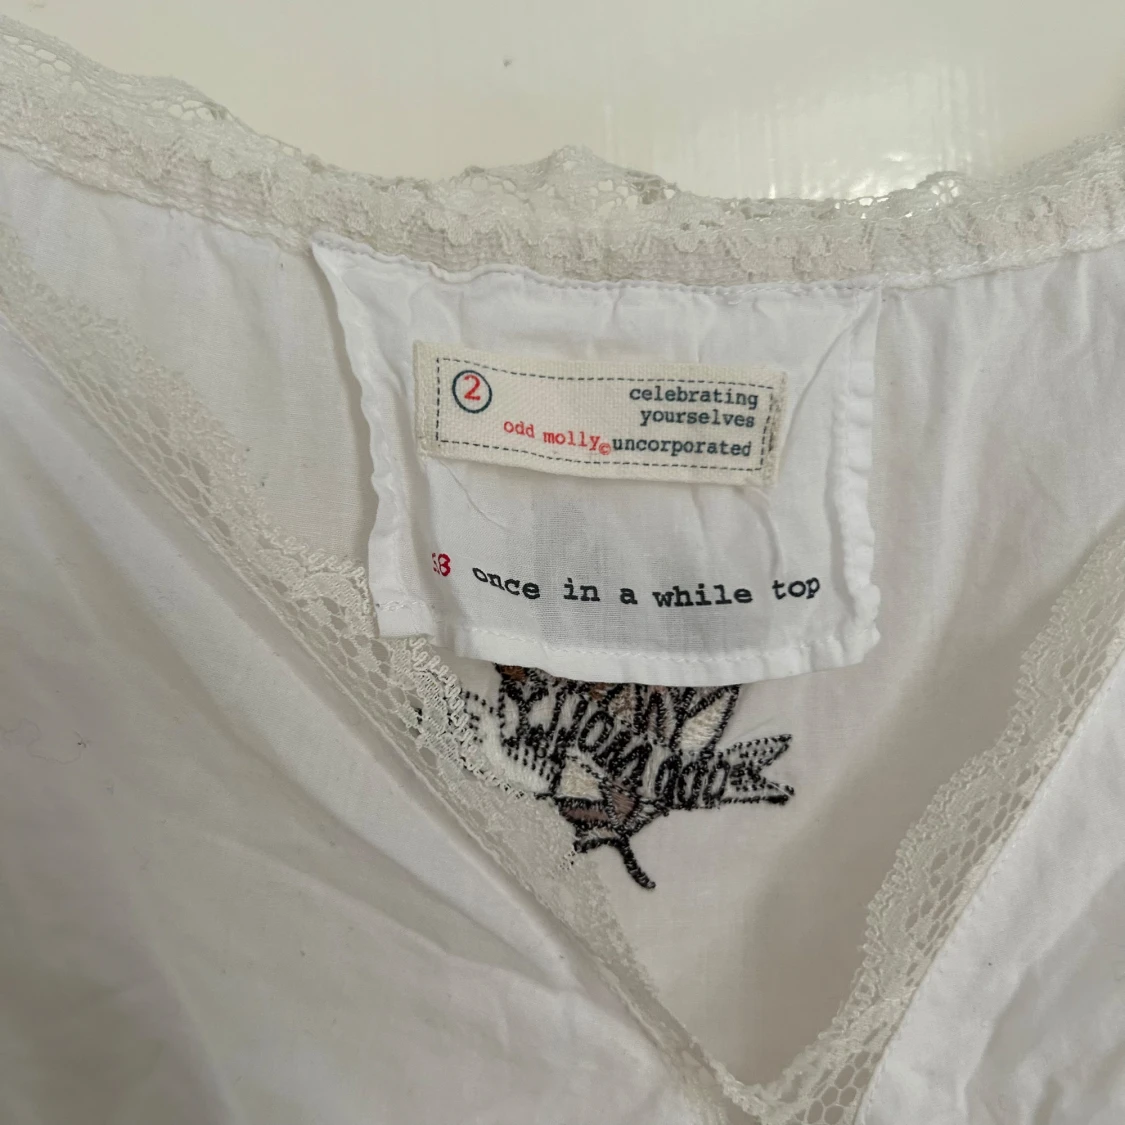 2
celebrating
yourselves
odd molly© uncorporated
once in a while top